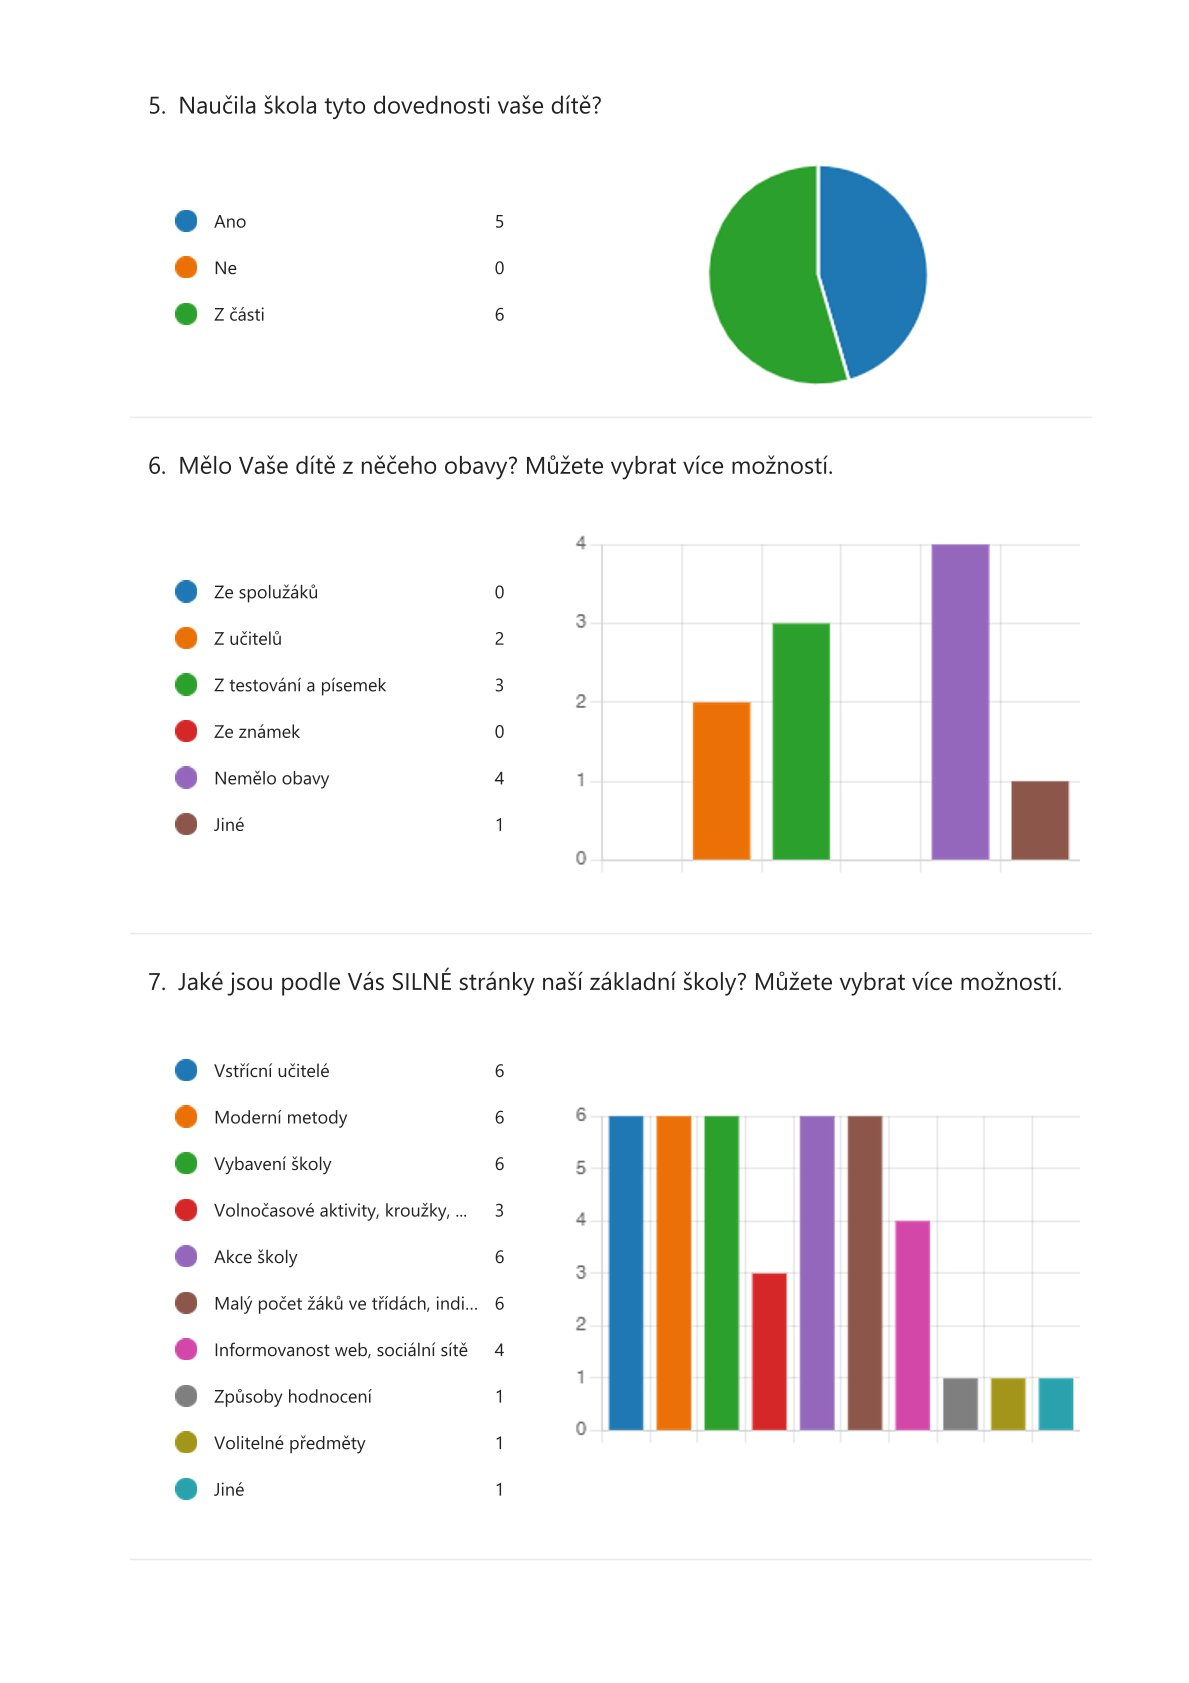 5. Naučila škola tyto dovednosti vaše dítě?
Ano 5
Ne 0
Z části 6
6. Mělo Vaše dítě z něčeho obavy? Můžete vybrat více možností.
Ze spolužáků 0
Z učitelů 2
Z testování a písemek 3
Ze známek 0
Nemělo obavy 4
Jiné 1
4
3
2
1
0
7. Jaké jsou podle Vás SILNÉ stránky naší základní školy? Můžete vybrat více možností.
Vstřícní učitelé 6
Moderní metody 6
Vybavení školy 6
Volnočasové aktivity, kroužky, ... 3
Akce školy 6
Malý počet žáků ve třídách, indi... 6
Informovanost web, sociální sítě 4
Způsoby hodnocení 1
Volitelné předměty 1
Jiné 1
6
5
4
3
2
1
0